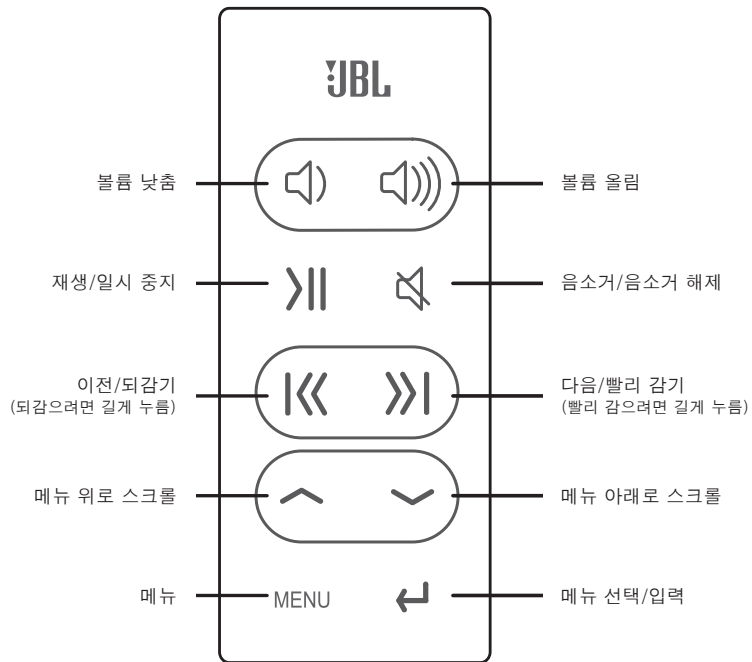 JBL
볼륨 낮춤
볼륨 올림
재생/일시 중지
음소거/음소거 해제
이전/되감기
(되감으려면 길게 누름)
다음/빨리 감기
(빨리 감으려면 길게 누름)
메뉴 위로 스크롤
메뉴 아래로 스크롤
메뉴
MENU
메뉴 선택/입력